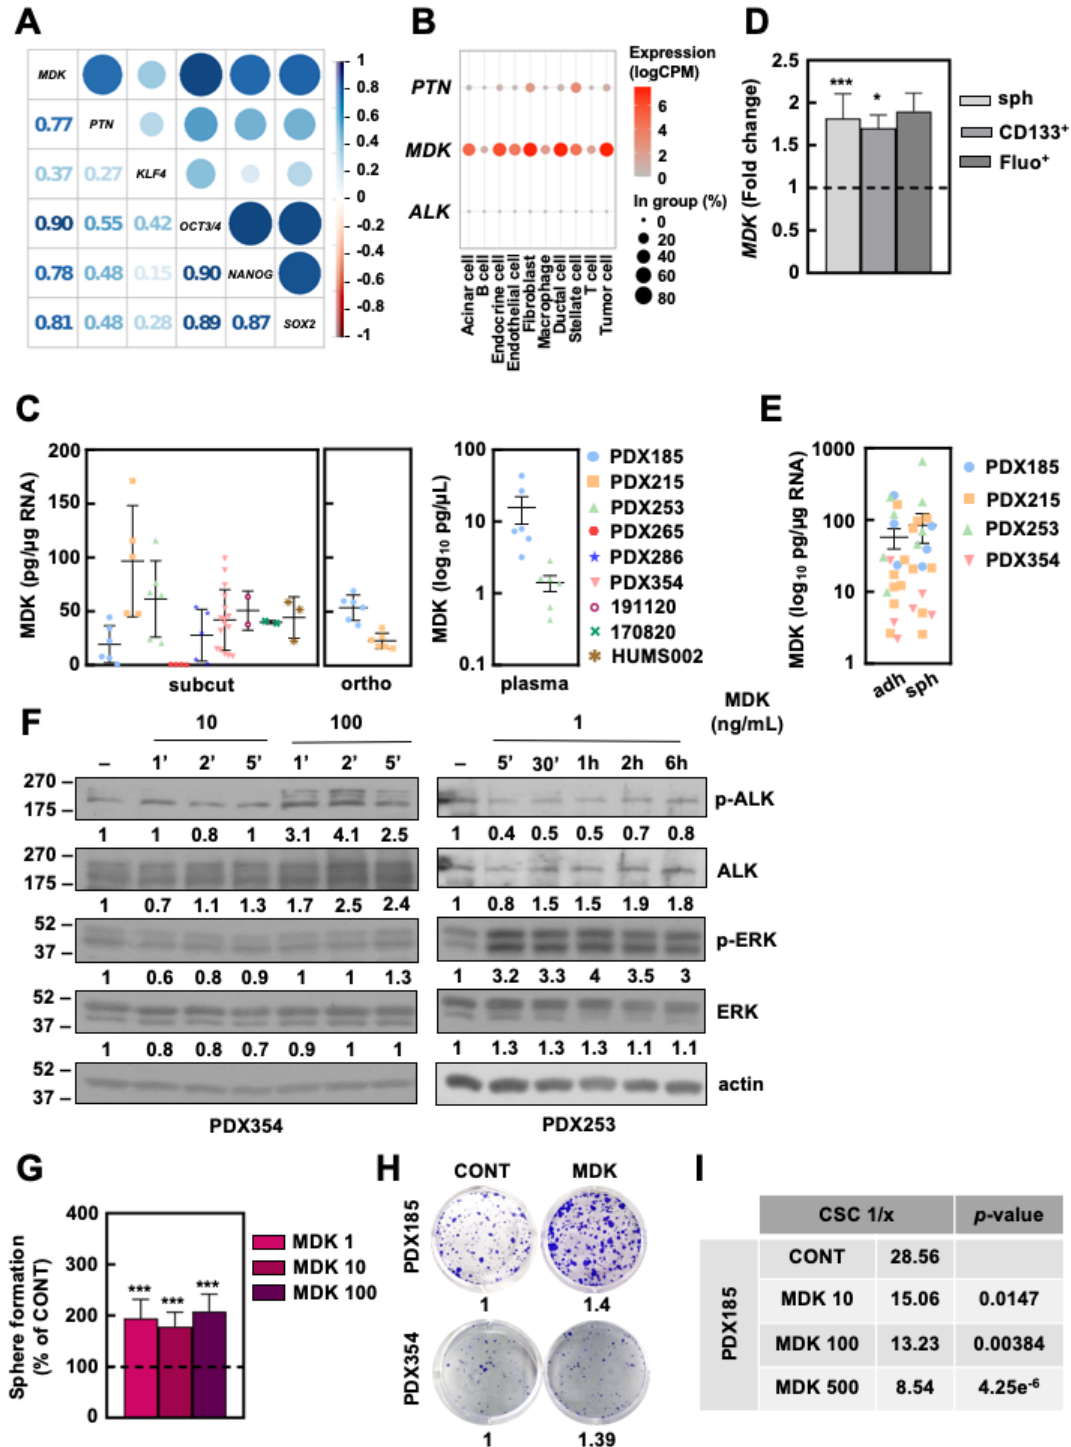 A
MDK
0.77 PTN
0.37 0.27 KLF4
0.90 0.55 0.42 OCT3/4
0.78 0.48 0.15 0.90 NANOG
0.81 0.48 0.28 0.89 0.87 SOX2
1
0.8
0.6
0.4
0.2
0
-0.2
-0.4
-0.6
-0.8
-1
B
PTN
MDK
ALK
Acinar cell
B cell
Endocrine cell
Endothelial cell
Fibroblast
Macrophage
Ductal cell
Stellate cell
T cell
Tumor cell
Expression
(logCPM)
6
4
2
0
In group (%)
0
20
40
60
80
D
MDK (Fold change)
2.5
2
1.5
1
0.5
0
*** *
sph
CD133+
Fluo+
C
MDK (pg/µg RNA)
200
150
100
50
0
subcut
ortho
MDK (log10 pg/µL)
100
10
1
0.1
plasma
PDX185
PDX215
PDX253
PDX265
PDX286
PDX354
191120
170820
HUMS002
E
MDK (log10 pg/µg RNA)
1000
100
10
1
adh sph
PDX185
PDX215
PDX253
PDX354
F
10 100 1 MDK
(ng/mL)
– 1' 2' 5' 1' 2' 5' – 5' 30' 1h 2h 6h
270 –
175 –
p-ALK
1 1 0.8 1 3.1 4.1 2.5 1 0.4 0.5 0.5 0.7 0.8
270 –
175 –
ALK
1 0.7 1.1 1.3 1.7 2.5 2.4 1 0.8 1.5 1.5 1.9 1.8
52 –
37 –
p-ERK
1 0.6 0.8 0.9 1 1 1.3 1 3.2 3.3 4 3.5 3
52 –
37 –
ERK
1 0.8 0.8 0.7 0.9 1 1 1 1.3 1.3 1.3 1.1 1.1
52 –
37 –
actin
PDX354 PDX253
G
Sphere formation
(% of CONT)
400
300
200
100
0
*** *** ***
MDK 1
MDK 10
MDK 100
H
CONT MDK
PDX185
1 1.4
PDX354
1 1.39
I
CSC 1/x p-value
PDX185
CONT 28.56
MDK 10 15.06 0.0147
MDK 100 13.23 0.00384
MDK 500 8.54 4.25e-6